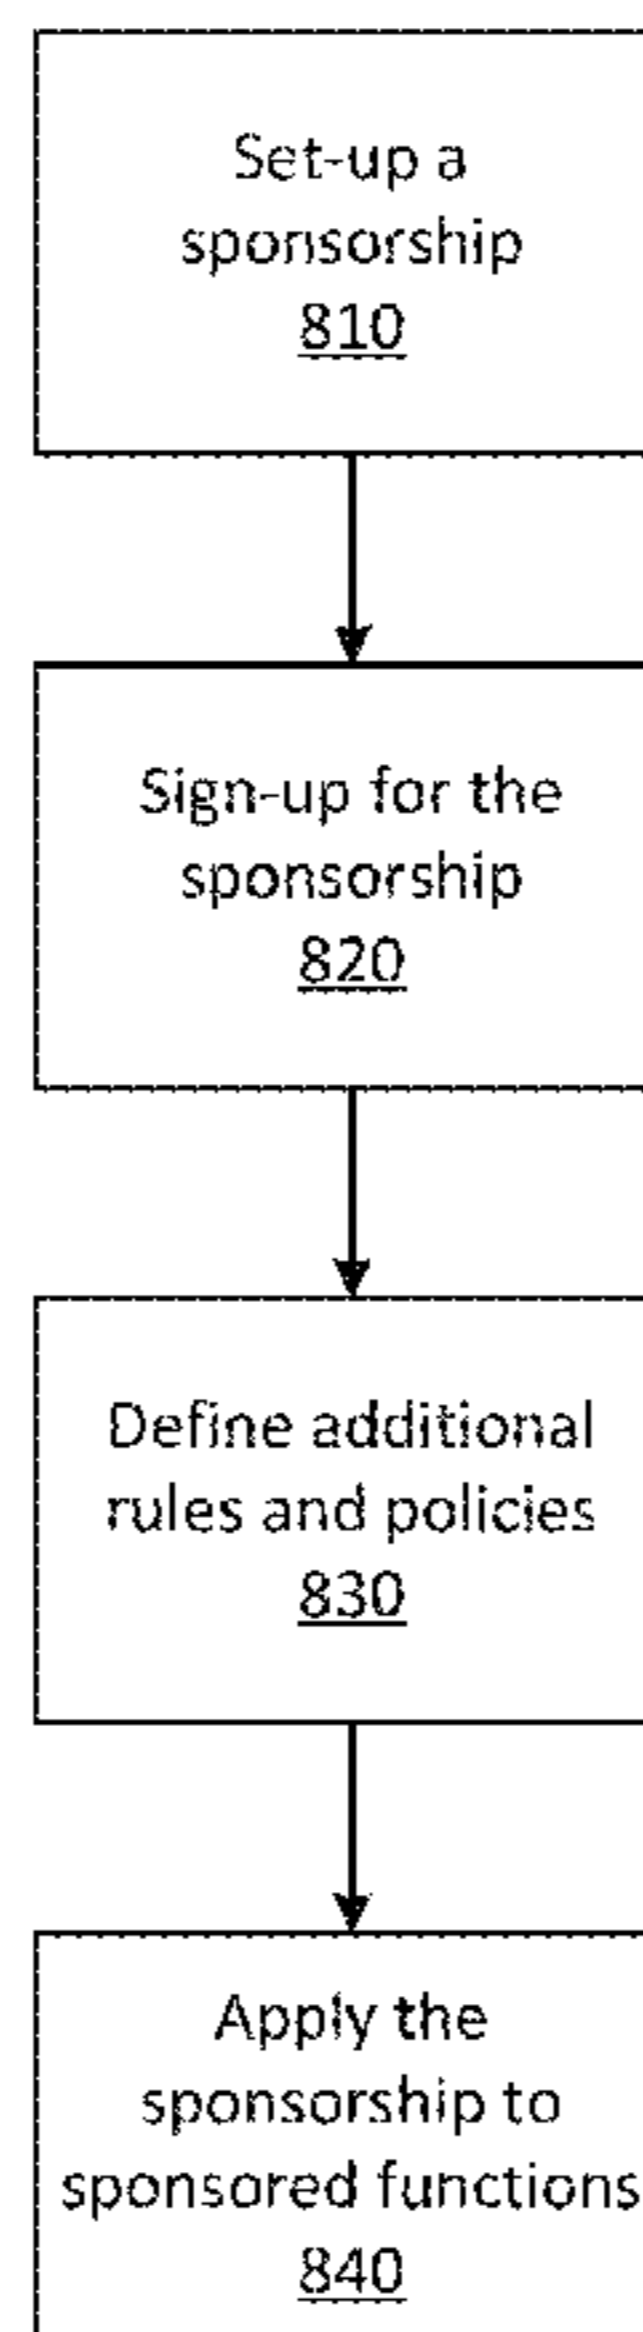 Set-up a
sponsorship
810
Sign-up for the
sponsorship
820
Define additional
rules and policies
830
Apply the
sponsorship to
sponsored functions
840